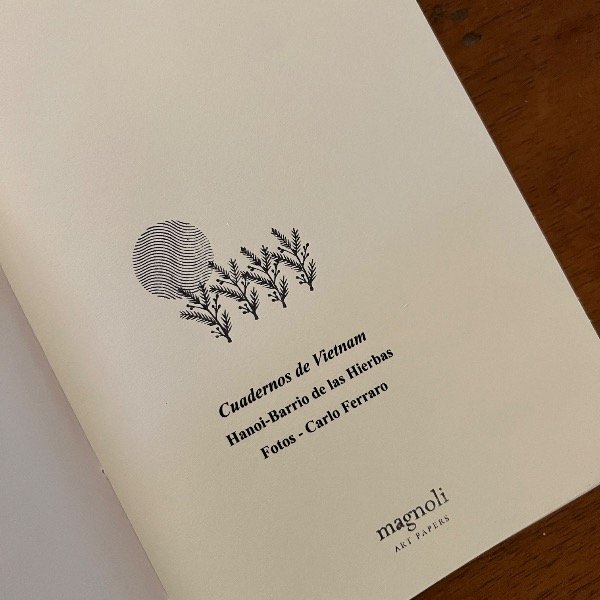 Cuadernos de Vietnam
Hanoi-Barrio de las Hierbas
Fotos - Carlo Ferraro
magnoli
ART PAPERS